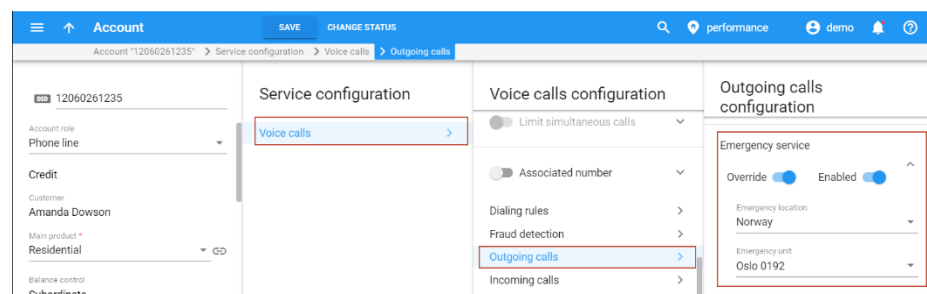 Account
SAVE
CHANGE STATUS
performance
demo
Account "12060261235" > Service configuration > Voice calls > Outgoing calls
DID 12060261235
Account role
Phone line
Credit
Customer
Amanda Dowson
Main product *
Residential
Balance control
Subordinate
Service configuration
Voice calls
Voice calls configuration
Limit simultaneous calls
Associated number
Dialing rules
Fraud detection
Outgoing calls
Incoming calls
Outgoing calls
configuration
Emergency service
Override
Enabled
Emergency location
Norway
Emergency unit
Oslo 0192